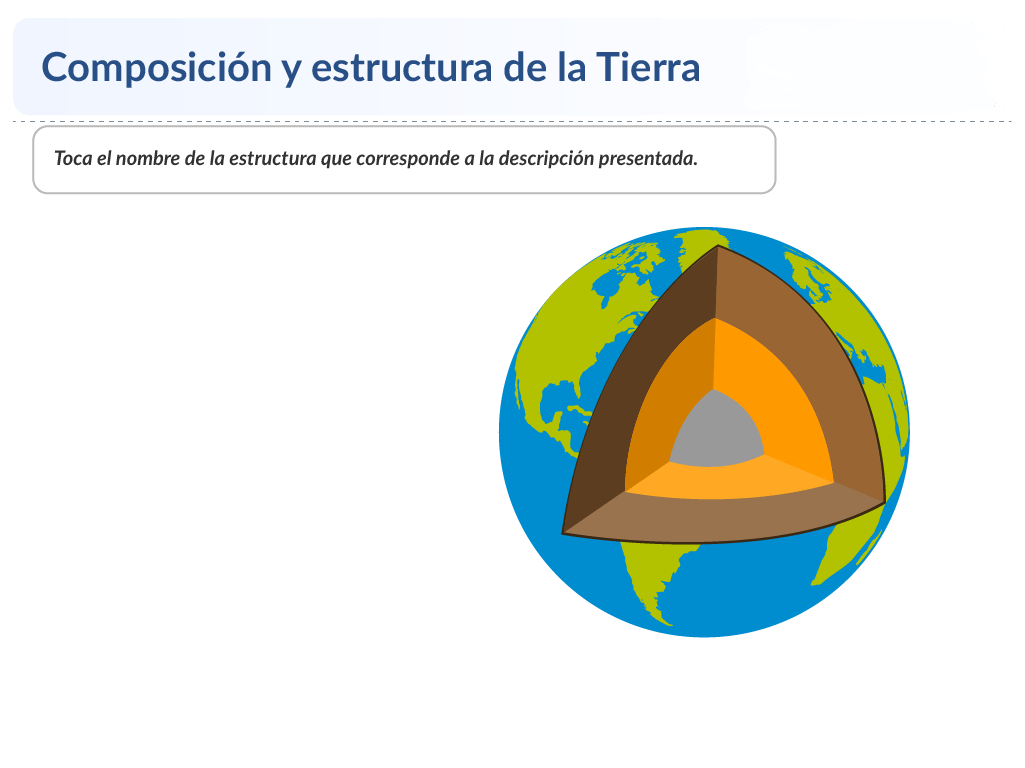 Composición y estructura de la Tierra
Toca el nombre de la estructura que corresponde a la descripción presentada.